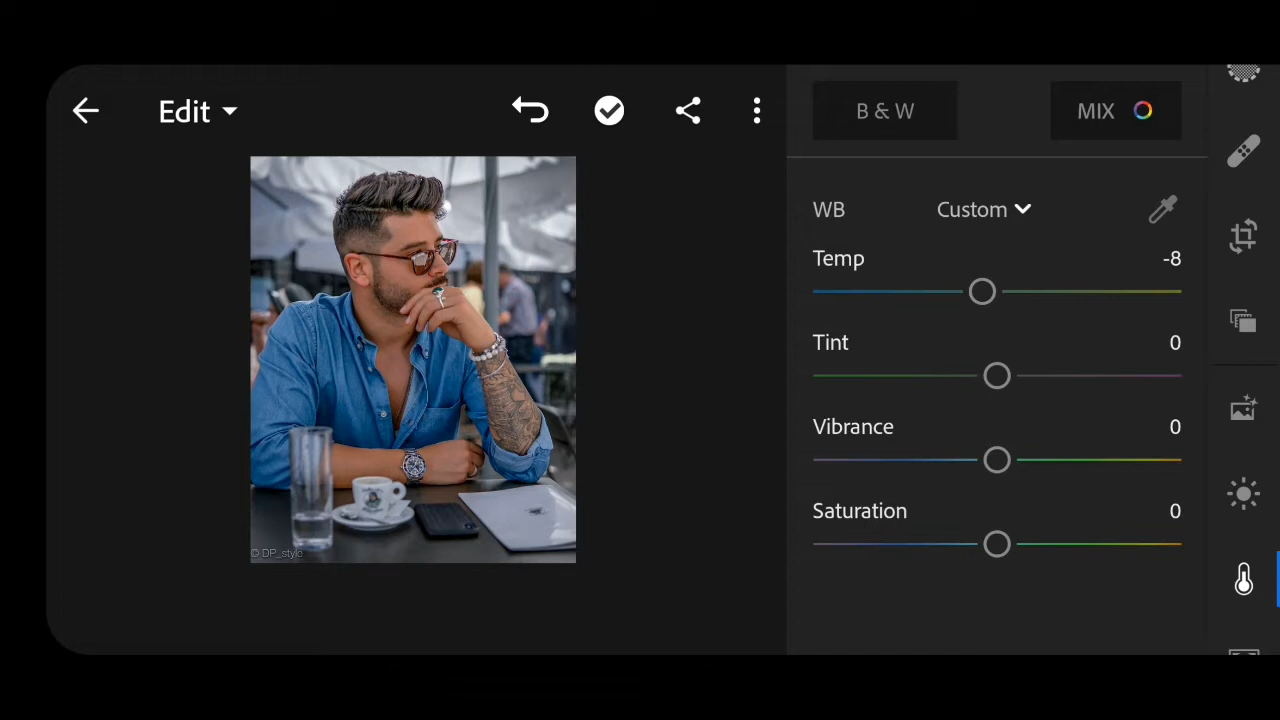 Edit
B & W
MIX
WB
Custom
Temp
-8
Tint
0
Vibrance
0
Saturation
0
© DP_style